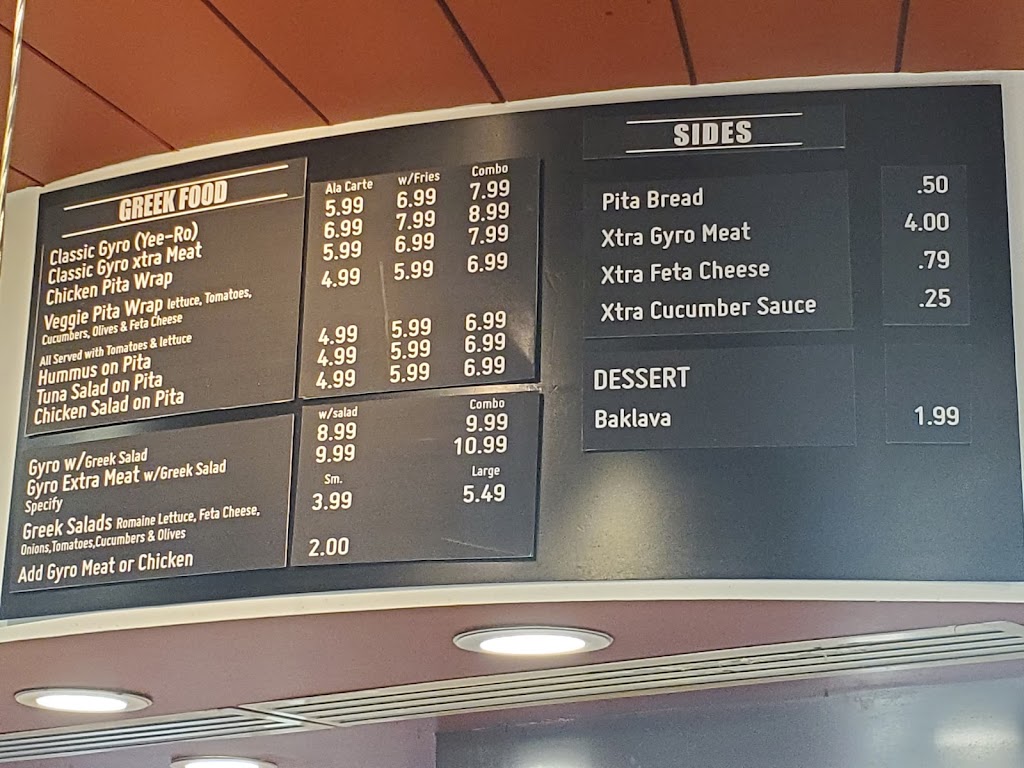 GREEK FOOD
Ala Carte w/Fries Combo
Classic Gyro (Yee-Ro) 5.99 6.99 7.99
Classic Gyro xtra Meat 6.99 7.99 8.99
Chicken Pita Wrap 5.99 6.99 7.99
Veggie Pita Wrap lettuce, Tomatoes, 4.99 5.99 6.99
Cucumbers, Olives & Feta Cheese
All Served with Tomatoes & lettuce
Hummus on Pita 4.99 5.99 6.99
Tuna Salad on Pita 4.99 5.99 6.99
Chicken Salad on Pita 4.99 5.99 6.99
w/salad Combo
Gyro w/Greek Salad 8.99 9.99
Gyro Extra Meat w/Greek Salad 9.99 10.99
Specify
Sm. Large
Greek Salads Romaine Lettuce, Feta Cheese, 3.99 5.49
Onions,Tomatoes,Cucumbers & Olives
Add Gyro Meat or Chicken 2.00
SIDES
Pita Bread .50
Xtra Gyro Meat 4.00
Xtra Feta Cheese .79
Xtra Cucumber Sauce .25
DESSERT
Baklava 1.99